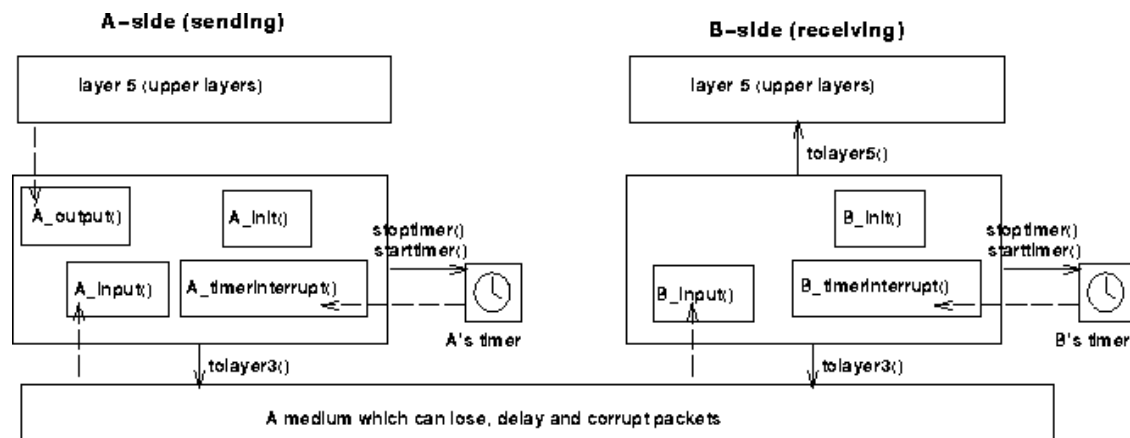 A-side (sending)
B-side (receiving)
layer 5 (upper layers)
layer 5 (upper layers)
tolayer5()
A_output()
A_init()
B_init()
stoptimer()
starttimer()
stoptimer()
starttimer()
A_input()
A_timerinterrupt()
B_input()
B_timerinterrupt()
A's timer
B's timer
tolayer3()
tolayer3()
A medium which can lose, delay and corrupt packets